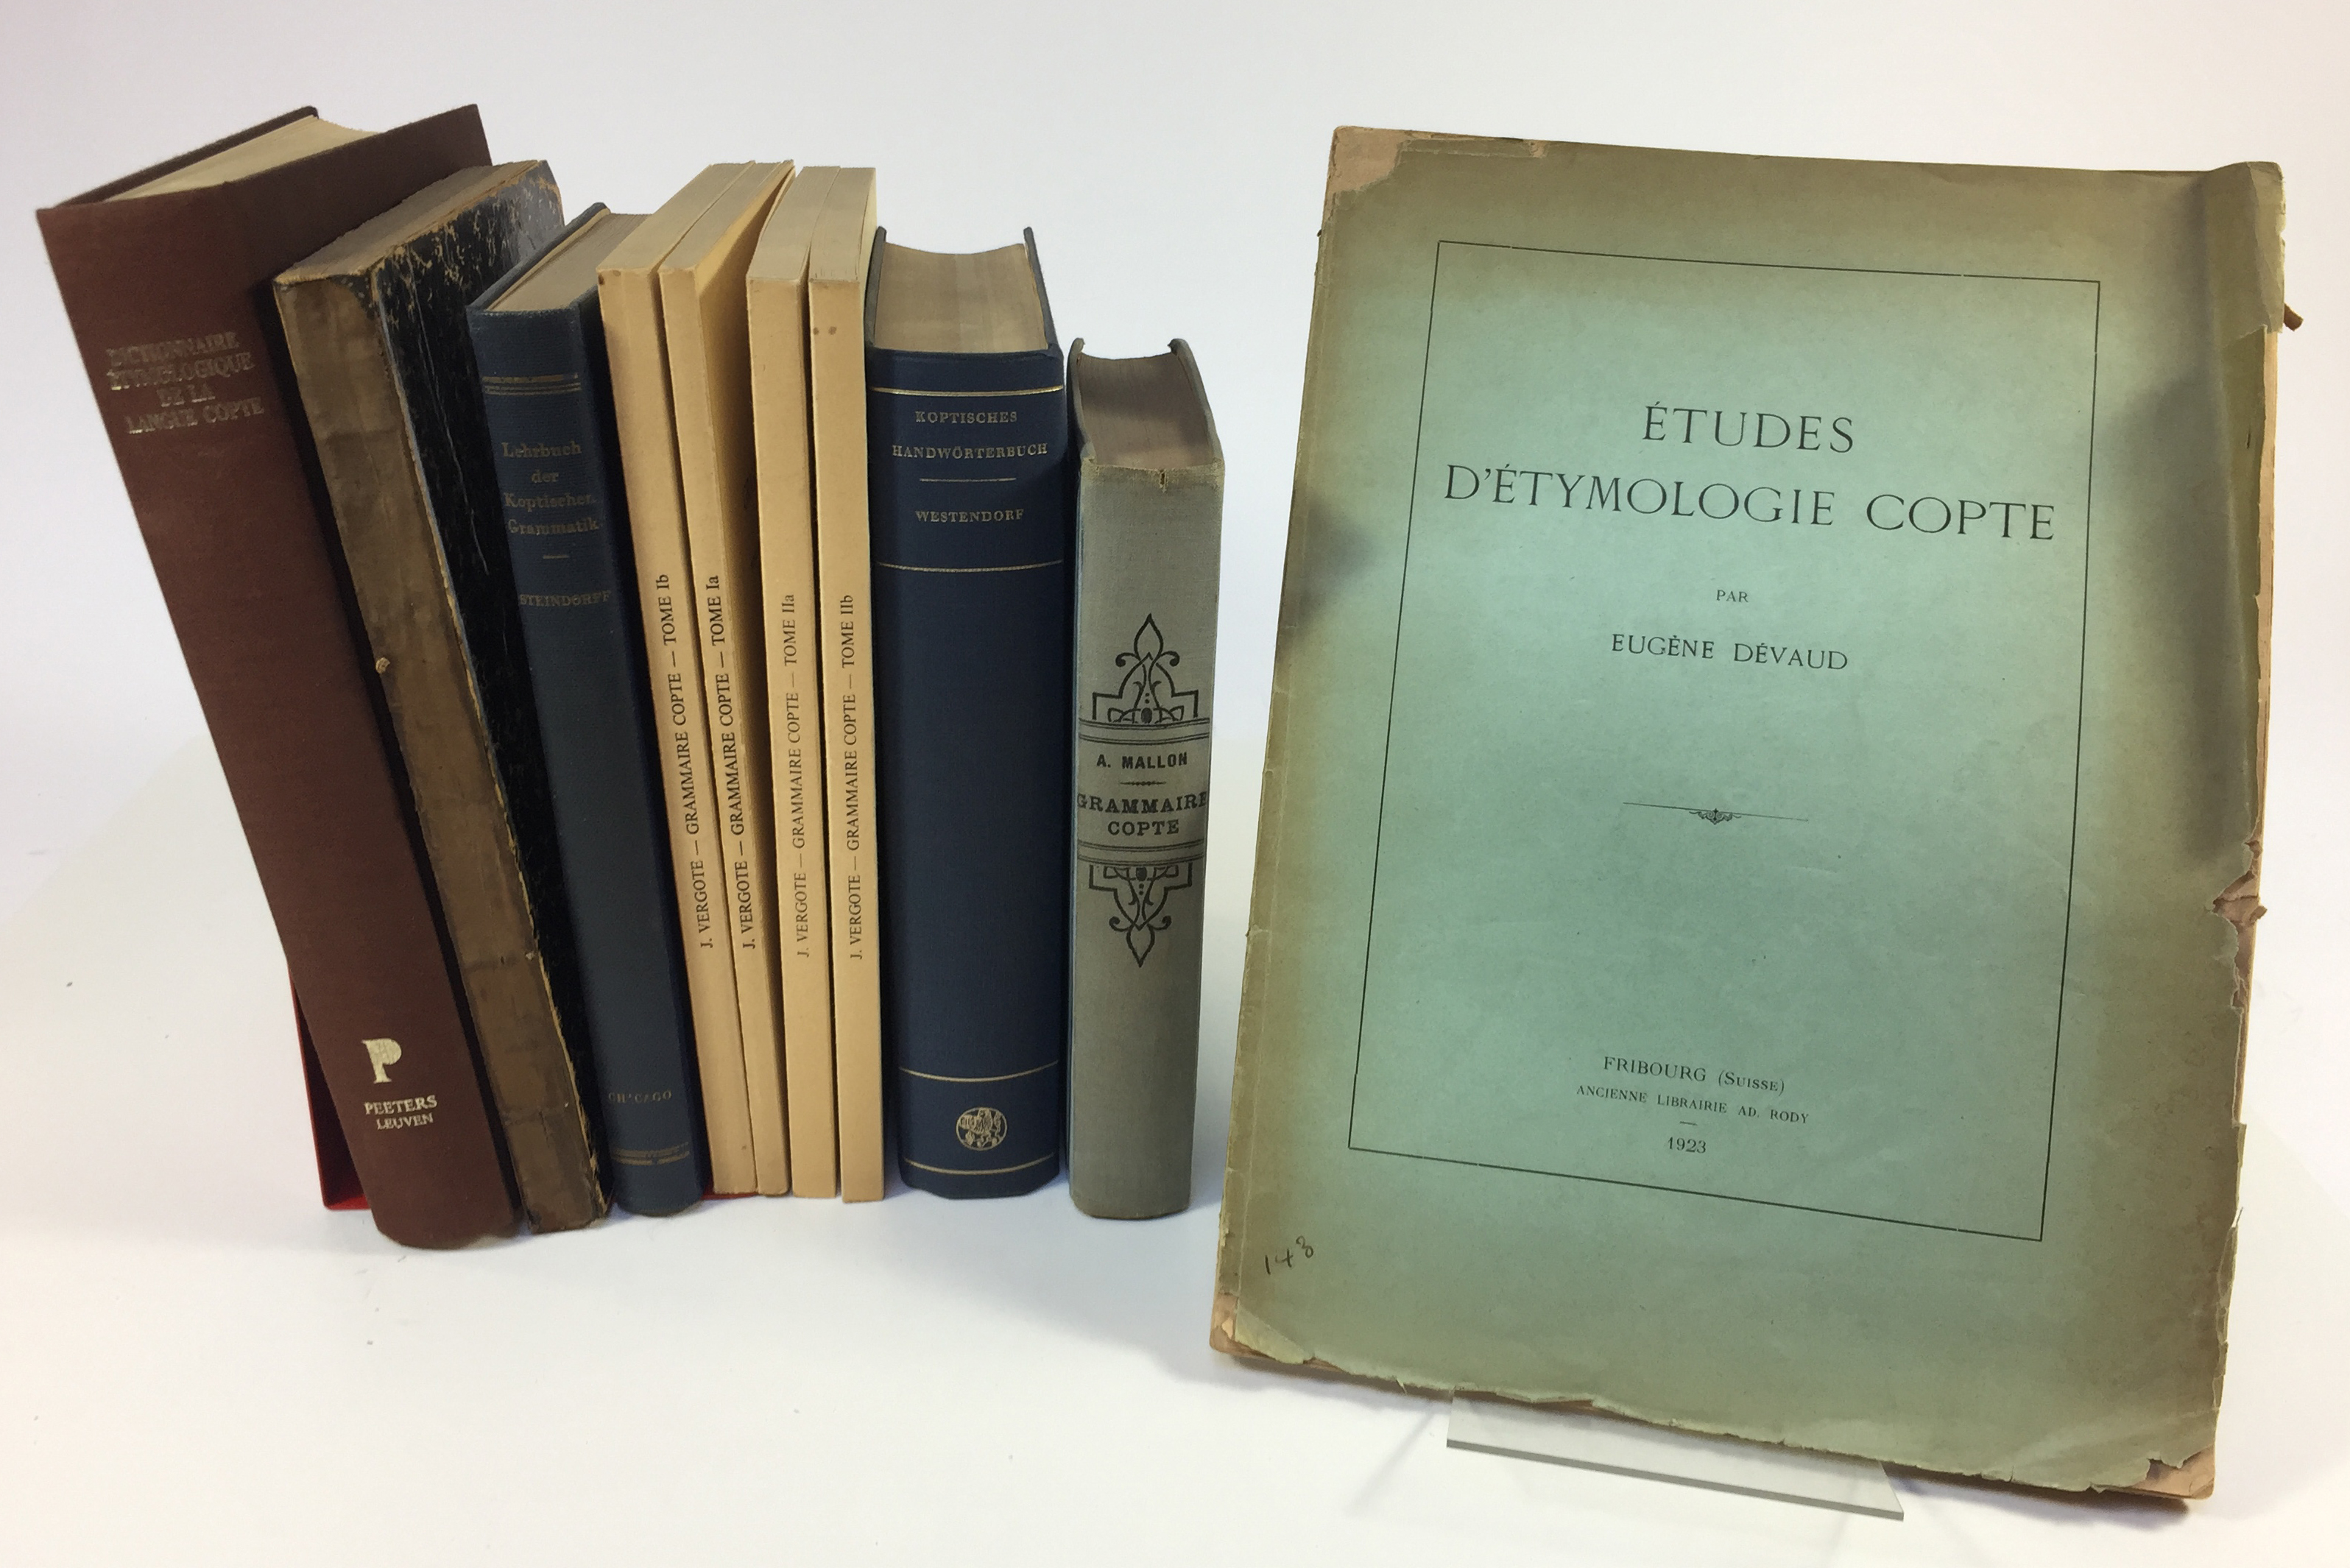 DICTIONNAIRE
ÉTYMOLOGIQUE
DE LA
LANGUE COPTE
P
PEETERS
LEUVEN
Lehrbuch
der
Koptischen
Grammatik
STEINDORFF
CHICAGO
J. VERGOTE — GRAMMAIRE COPTE — TOME Ib
J. VERGOTE — GRAMMAIRE COPTE — TOME Ia
J. VERGOTE — GRAMMAIRE COPTE — TOME IIa
J. VERGOTE — GRAMMAIRE COPTE — TOME IIb
KOPTISCHES
HANDWÖRTERBUCH
WESTENDORF
A. MALLON
GRAMMAIRE
COPTE
ÉTUDES
D'ÉTYMOLOGIE COPTE
PAR
EUGÈNE DÉVAUD
FRIBOURG (SUISSE)
ANCIENNE LIBRAIRIE AD. RODY
1923
143